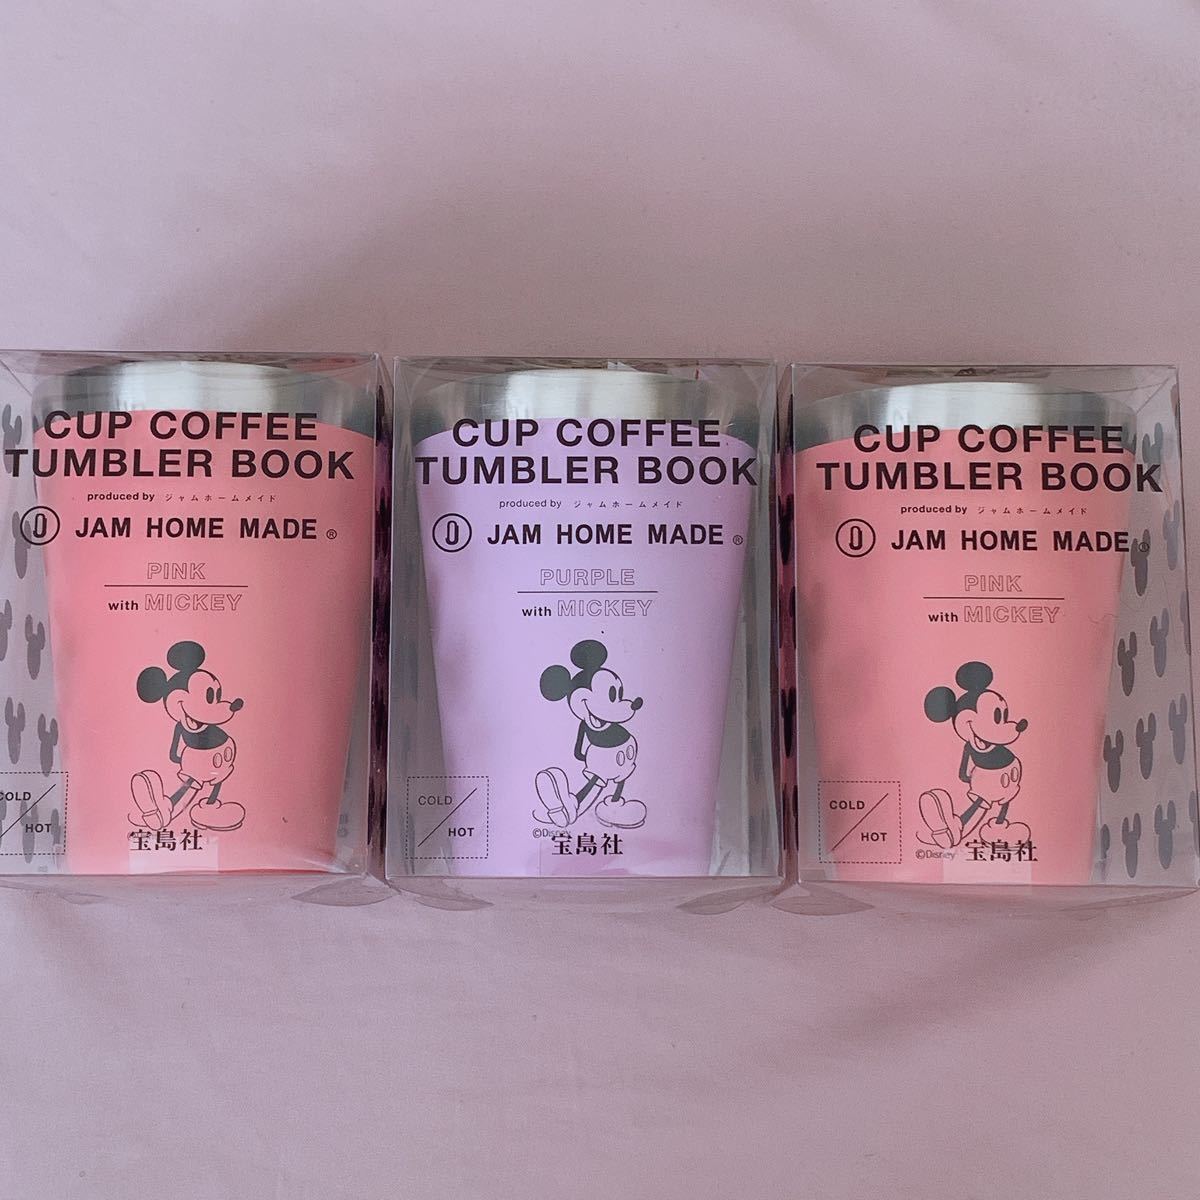 CUP COFFEE
TUMBLER BOOK
produced by ジャムホームメイド
JAM HOME MADE®
PINK
with MICKEY
COLD
HOT
宝島社
CUP COFFEE
TUMBLER BOOK
produced by ジャムホームメイド
JAM HOME MADE®
PURPLE
with MICKEY
COLD
HOT
©Disney
宝島社
CUP COFFEE
TUMBLER BOOK
produced by ジャムホームメイド
JAM HOME MADE®
PINK
with MICKEY
COLD
HOT
©Disney
宝島社